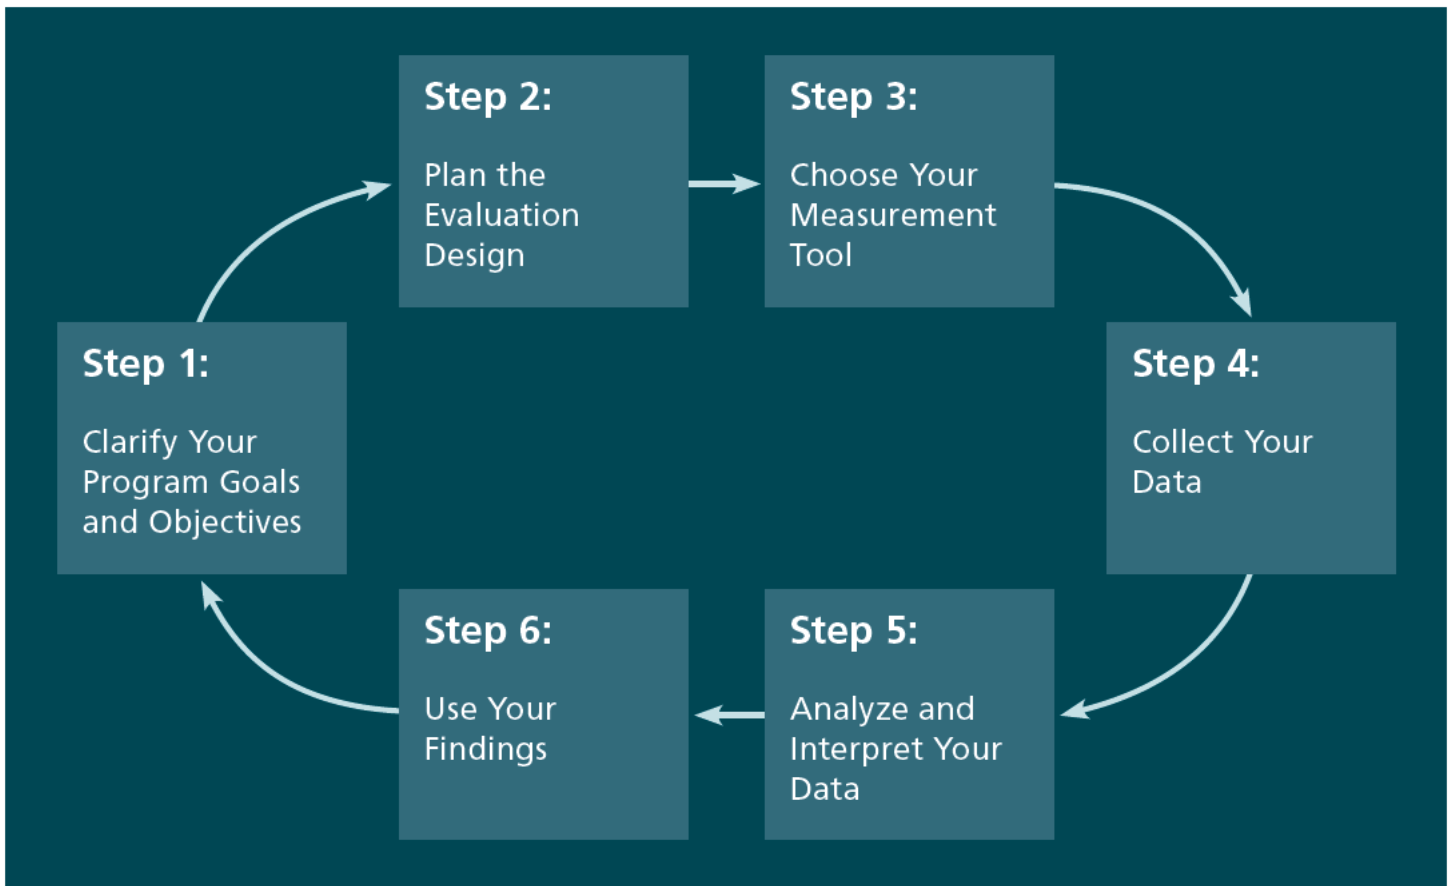 Step 1:
Clarify Your
Program Goals
and Objectives
Step 2:
Plan the
Evaluation
Design
Step 3:
Choose Your
Measurement
Tool
Step 4:
Collect Your
Data
Step 5:
Analyze and
Interpret Your
Data
Step 6:
Use Your
Findings